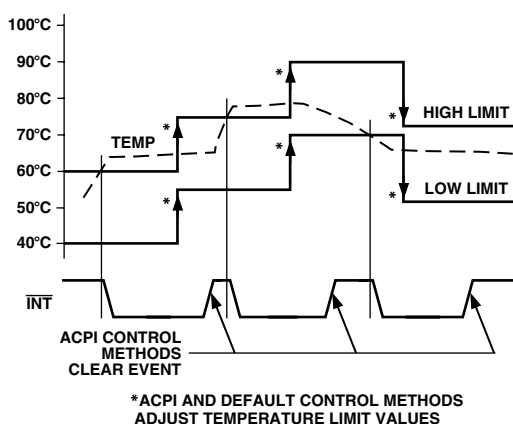 100°C
90°C
80°C
70°C
60°C
50°C
40°C
TEMP
*
*
*
*
*
*
HIGH LIMIT
LOW LIMIT
INT
ACPI CONTROL
METHODS
CLEAR EVENT
*ACPI AND DEFAULT CONTROL METHODS
ADJUST TEMPERATURE LIMIT VALUES